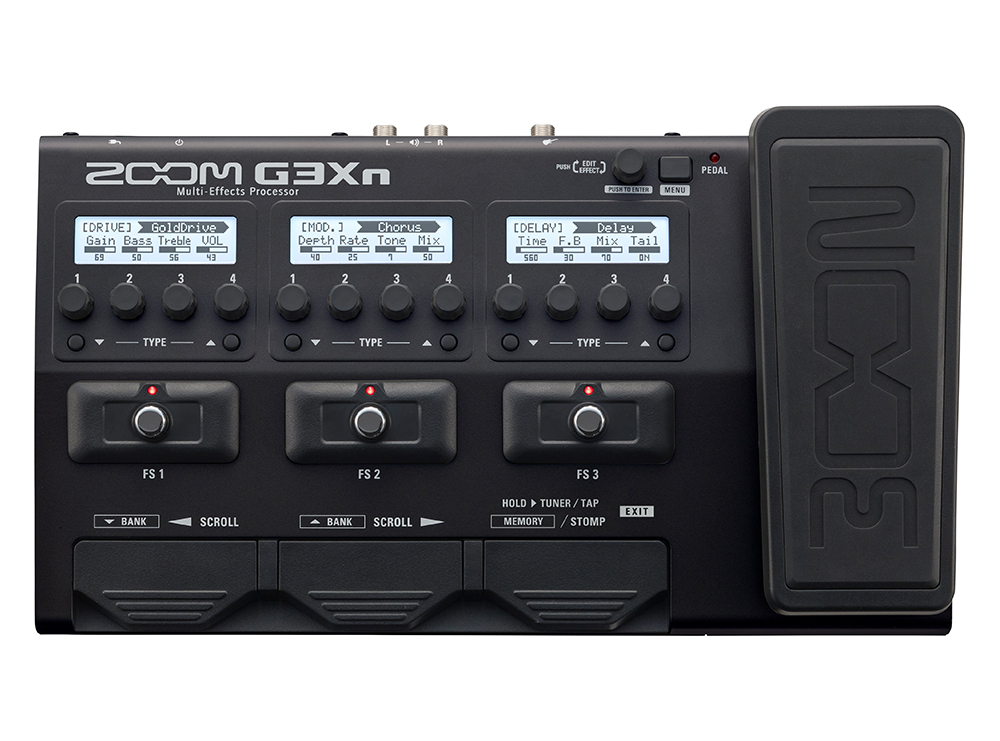 L R
ZOOM G3Xn
Multi-Effects Processor
PUSH EDIT EFFECT
PUSH TO ENTER
MENU
PEDAL
[DRIVE] GoldDrive
Gain Bass Treble VOL
69 50 56 43
1 2 3 4
TYPE
[MOD.] Chorus
Depth Rate Tone Mix
40 25 7 50
1 2 3 4
TYPE
[DELAY] Delay
Time F.B Mix Tail
560 30 70 ON
1 2 3 4
TYPE
FS 1
FS 2
FS 3
BANK SCROLL
BANK SCROLL
HOLD TUNER / TAP
MEMORY / STOMP
EXIT
ZOOM